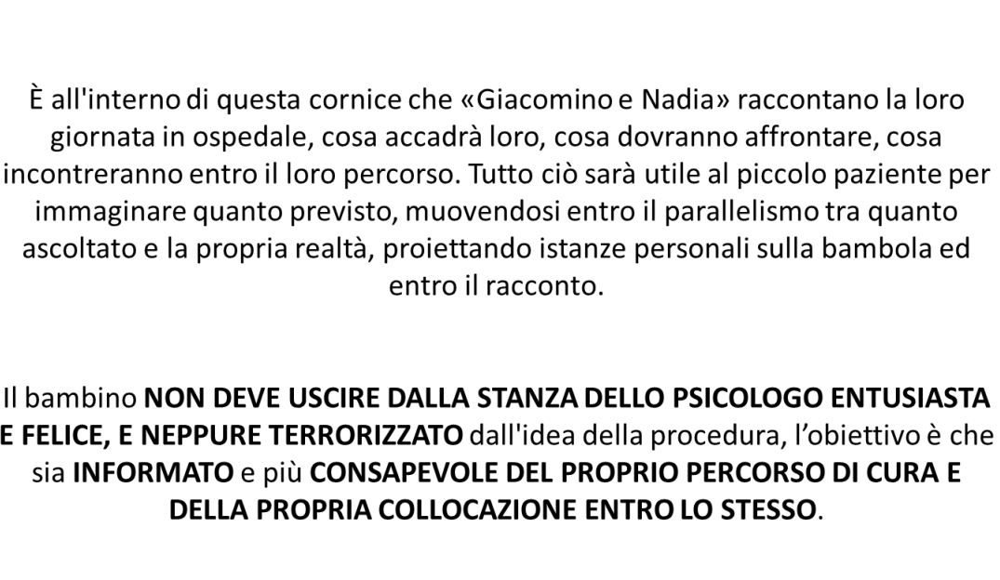 È all'interno di questa cornice che «Giacomino e Nadia» raccontano la loro
giornata in ospedale, cosa accadrà loro, cosa dovranno affrontare, cosa
incontreranno entro il loro percorso. Tutto ciò sarà utile al piccolo paziente per
immaginare quanto previsto, muovendosi entro il parallelismo tra quanto
ascoltato e la propria realtà, proiettando istanze personali sulla bambola ed
entro il racconto.
Il bambino NON DEVE USCIRE DALLA STANZA DELLO PSICOLOGO ENTUSIASTA
E FELICE, E NEPPURE TERRORIZZATO dall'idea della procedura, l’obiettivo è che
sia INFORMATO e più CONSAPEVOLE DEL PROPRIO PERCORSO DI CURA E
DELLA PROPRIA COLLOCAZIONE ENTRO LO STESSO.